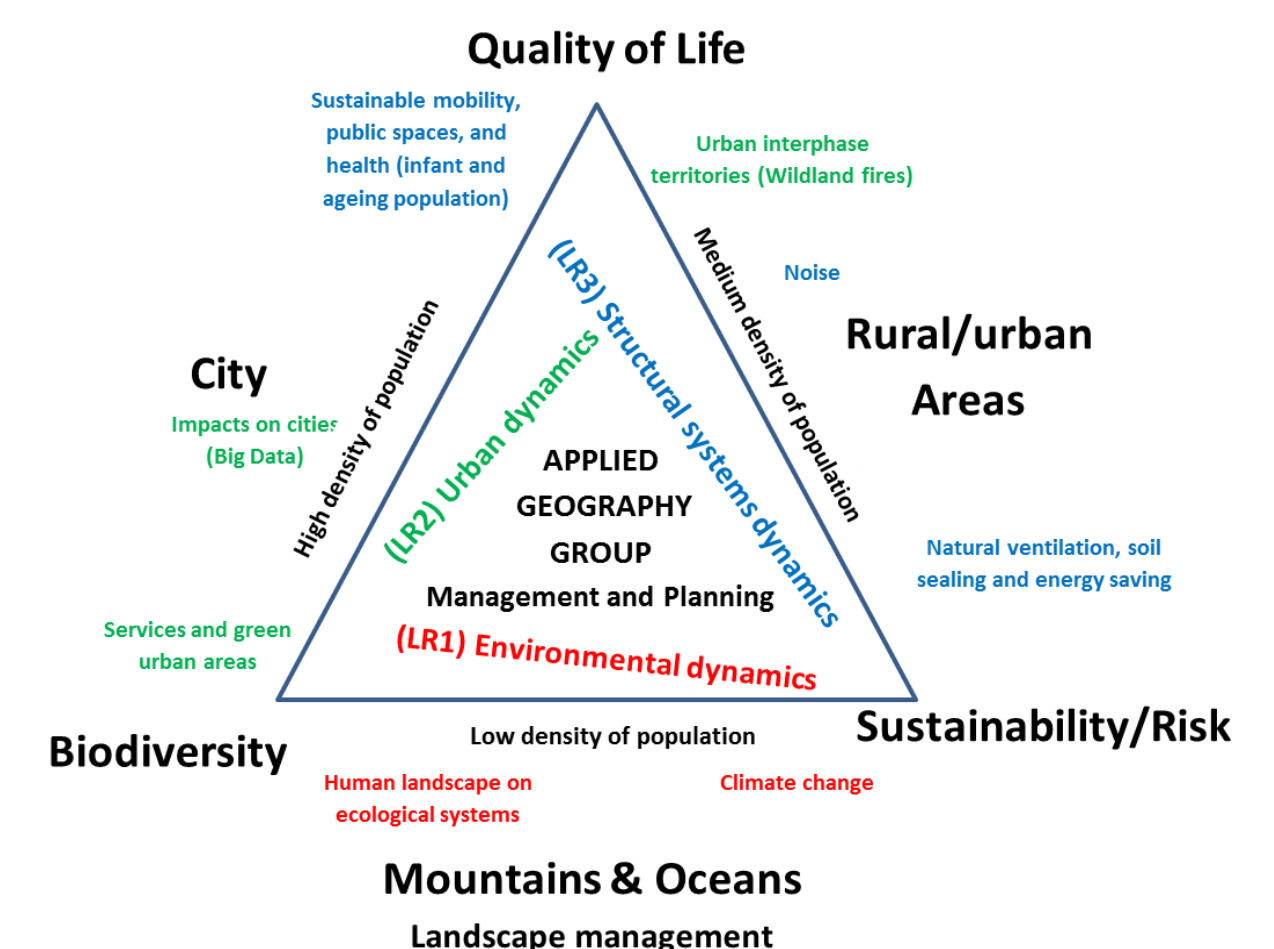 Quality of Life
Sustainable mobility,
public spaces, and
health (infant and
ageing population)
Urban interphase
territories (Wildland fires)
Medium density of population
Noise
Rural/urban
Areas
City
Impacts on cities
(Big Data)
High density of population
(LR3) Structural systems dynamics
(LR2) Urban dynamics
APPLIED
GEOGRAPHY
GROUP
Management and Planning
(LR1) Environmental dynamics
Natural ventilation, soil
sealing and energy saving
Services and green
urban areas
Biodiversity
Sustainability/Risk
Low density of population
Human landscape on
ecological systems
Climate change
Mountains & Oceans
Landscape management